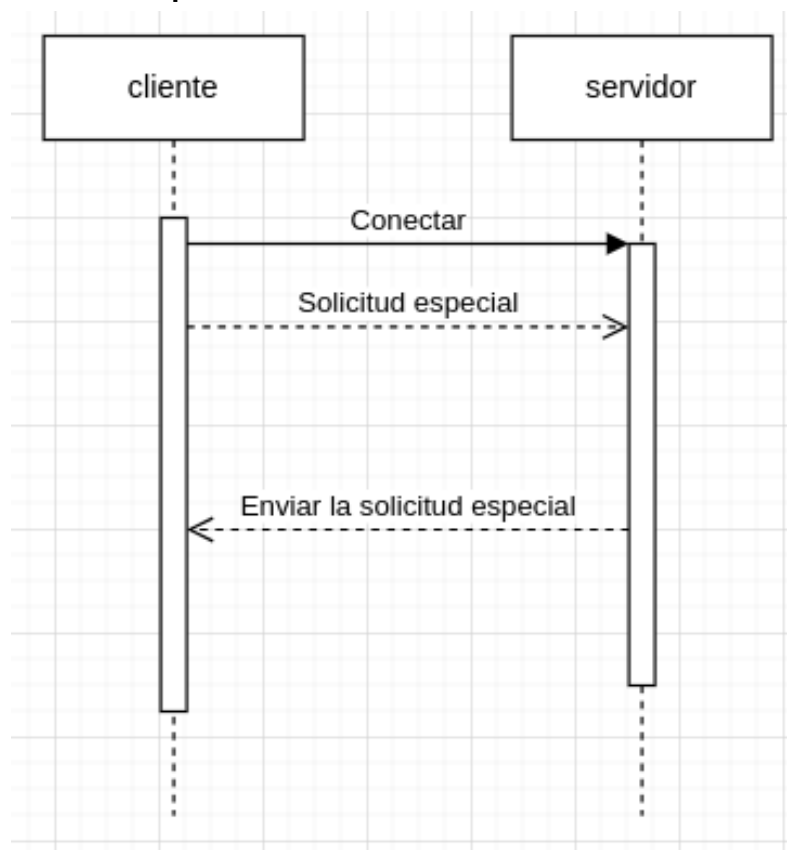 cliente
servidor
Conectar
Solicitud especial
Enviar la solicitud especial